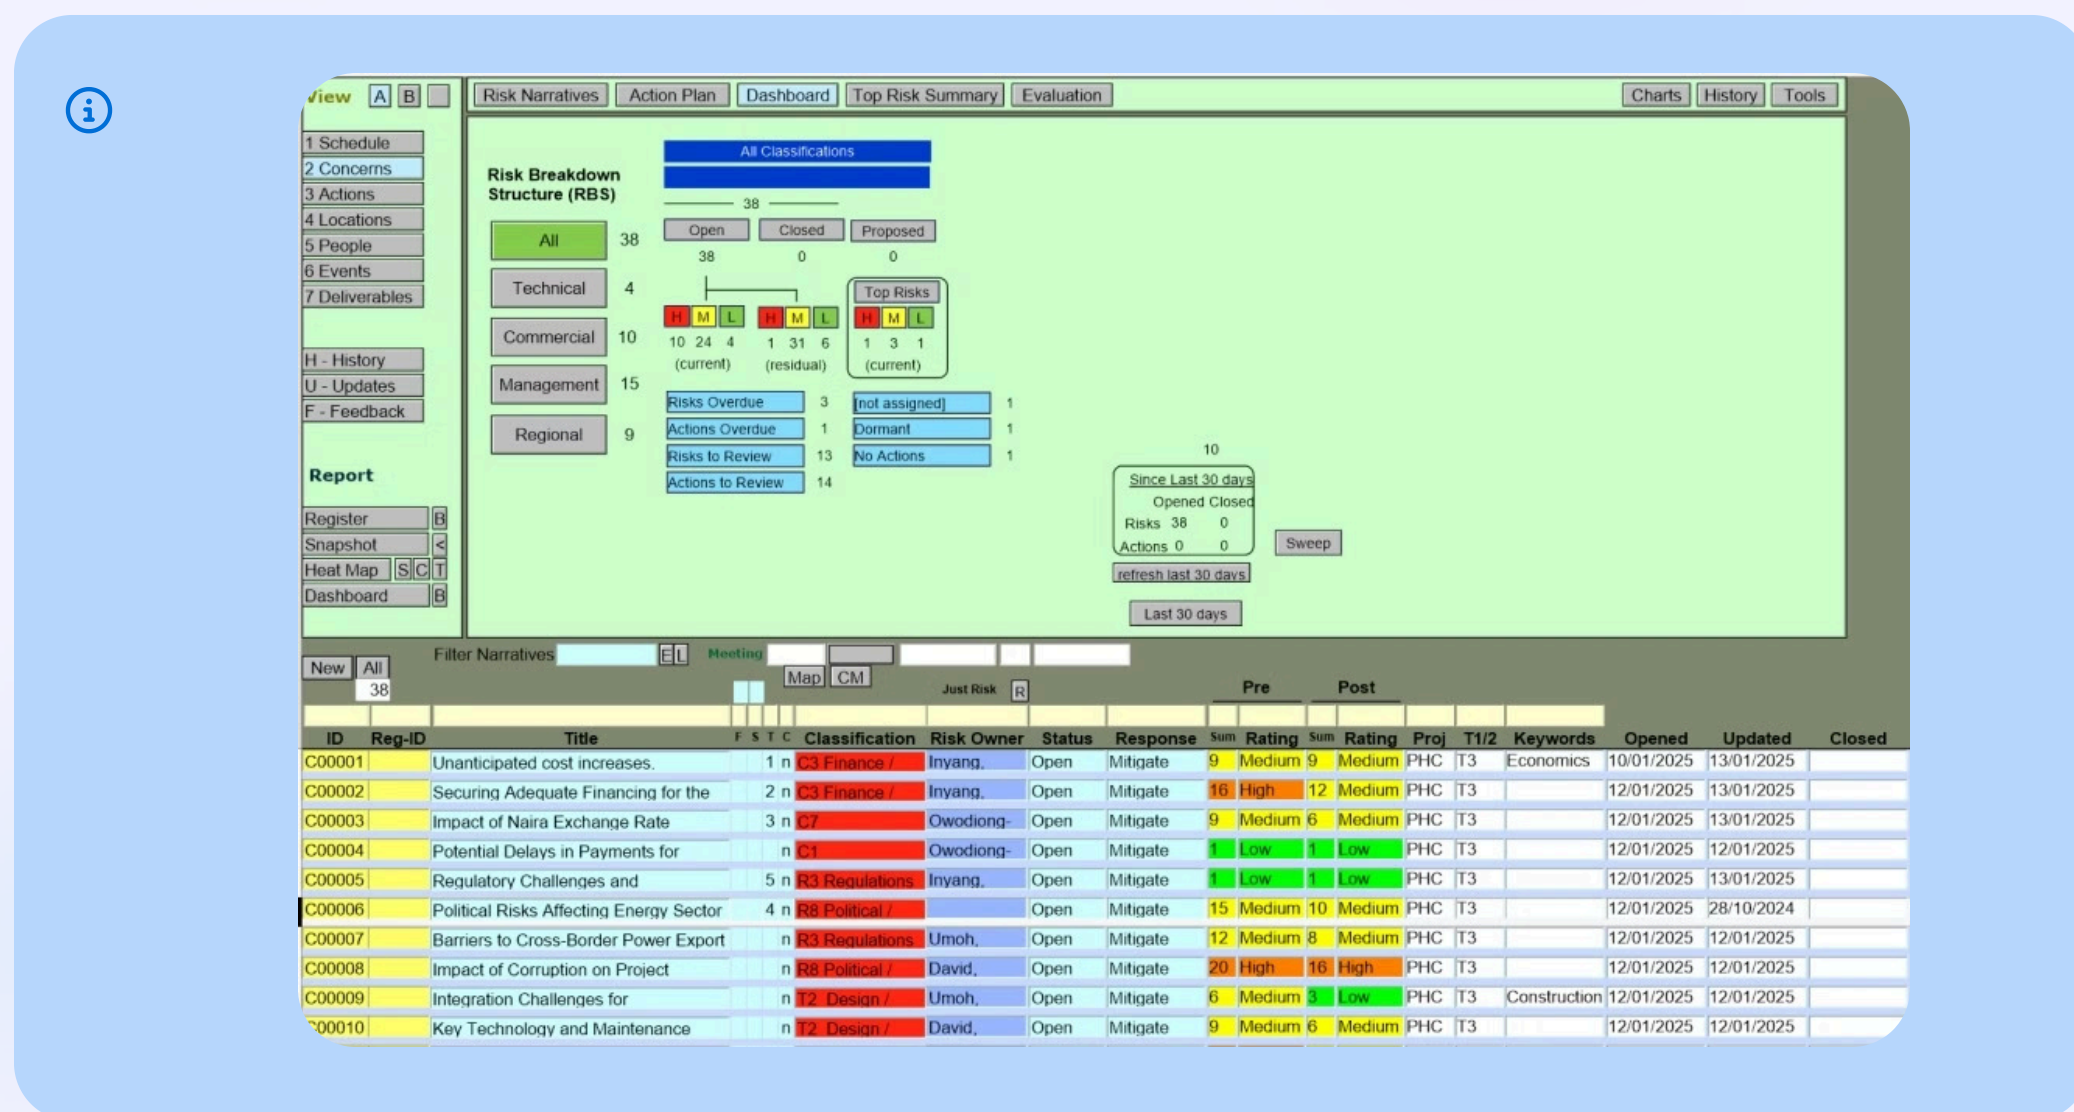 View A B
Risk Narratives Action Plan Dashboard Top Risk Summary Evaluation Charts History Tools
1 Schedule
2 Concerns
3 Actions
4 Locations
5 People
6 Events
7 Deliverables
H - History
U - Updates
F - Feedback
Report
Register B
Snapshot <
Heat Map S C T
Dashboard B
Risk Breakdown
Structure (RBS)
All 38
Technical 4
Commercial 10
Management 15
Regional 9
All Classifications
38
Open Closed Proposed
38 0 0
Top Risks
H M L H M L H M L
10 24 4 1 31 6 1 3 1
(current) (residual) (current)
Risks Overdue 3 [not assigned] 1
Actions Overdue 1 Dormant 1
Risks to Review 13 No Actions 1
Actions to Review 14
10
Since Last 30 days
Opened Closed
Risks 38 0
Actions 0 0
Sweep
refresh last 30 days
Last 30 days
New All
38
Filter Narratives E L Meeting
Map CM
Just Risk R
Pre Post
ID Reg-ID Title F S T C Classification Risk Owner Status Response Sum Rating Sum Rating Proj T1/2 Keywords Opened Updated Closed
C00001 Unanticipated cost increases. 1 n C3 Finance / Inyang, Open Mitigate 9 Medium 9 Medium PHC T3 Economics 10/01/2025 13/01/2025
C00002 Securing Adequate Financing for the 2 n C3 Finance / Inyang, Open Mitigate 16 High 12 Medium PHC T3 12/01/2025 13/01/2025
C00003 Impact of Naira Exchange Rate 3 n C7 Owodiong- Open Mitigate 9 Medium 6 Medium PHC T3 12/01/2025 13/01/2025
C00004 Potential Delays in Payments for n C1 Owodiong- Open Mitigate 1 Low 1 Low PHC T3 12/01/2025 12/01/2025
C00005 Regulatory Challenges and 5 n R3 Regulations Inyang, Open Mitigate 1 Low 1 Low PHC T3 12/01/2025 13/01/2025
C00006 Political Risks Affecting Energy Sector 4 n R8 Political / Open Mitigate 15 Medium 10 Medium PHC T3 12/01/2025 28/10/2024
C00007 Barriers to Cross-Border Power Export n R3 Regulations Umoh, Open Mitigate 12 Medium 8 Medium PHC T3 12/01/2025 12/01/2025
C00008 Impact of Corruption on Project n R8 Political / David, Open Mitigate 20 High 16 High PHC T3 12/01/2025 12/01/2025
C00009 Integration Challenges for n T2 Design / Umoh, Open Mitigate 6 Medium 3 Low PHC T3 Construction 12/01/2025 12/01/2025
C00010 Key Technology and Maintenance n T2 Design / David, Open Mitigate 9 Medium 6 Medium PHC T3 12/01/2025 12/01/2025